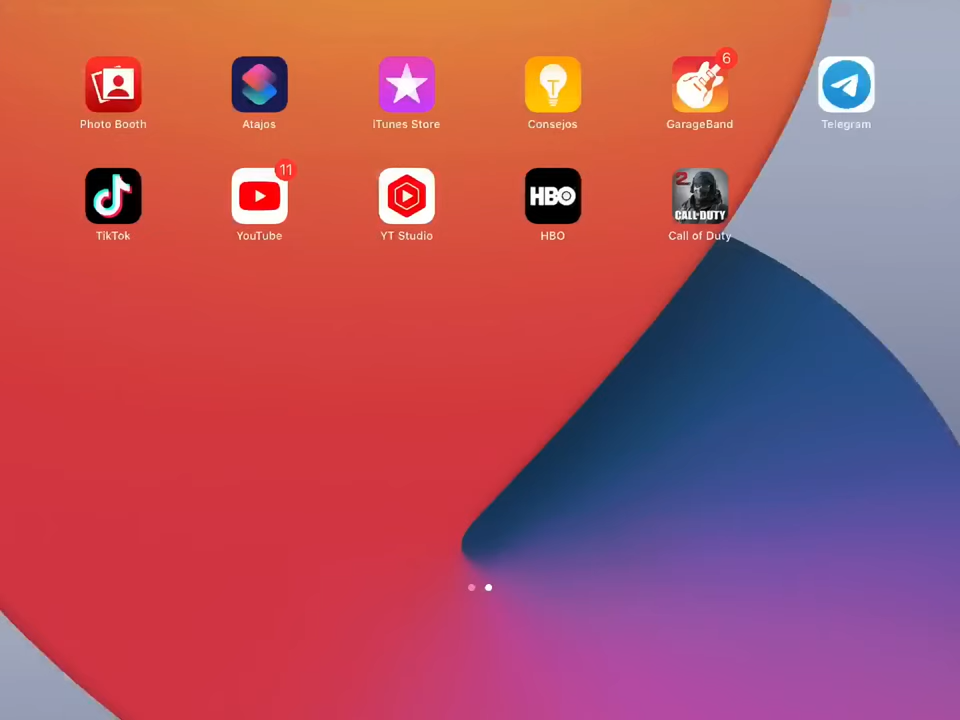 6
Photo Booth
Atajos
iTunes Store
Consejos
GarageBand
Telegram
11
HBO
2
CALL·DUTY
TikTok
YouTube
YT Studio
HBO
Call of Duty